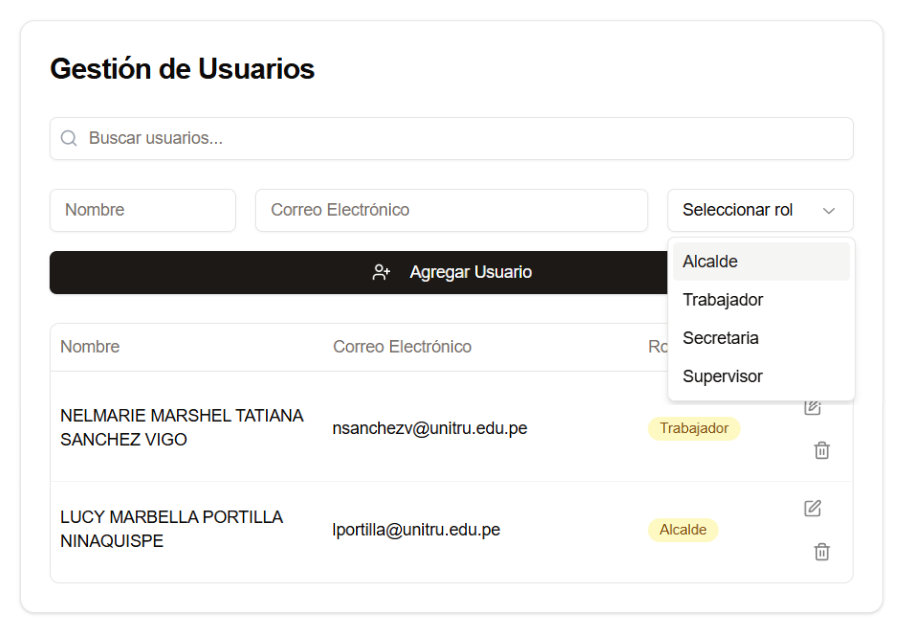 Gestión de Usuarios
Buscar usuarios...
Nombre
Correo Electrónico
Seleccionar rol
Alcalde
Trabajador
Secretaria
Supervisor
Agregar Usuario
Nombre
Correo Electrónico
NELMARIE MARSHEL TATIANA
SANCHEZ VIGO
nsanchezv@unitru.edu.pe
Trabajador
LUCY MARBELLA PORTILLA
NINAQUISPE
lportilla@unitru.edu.pe
Alcalde